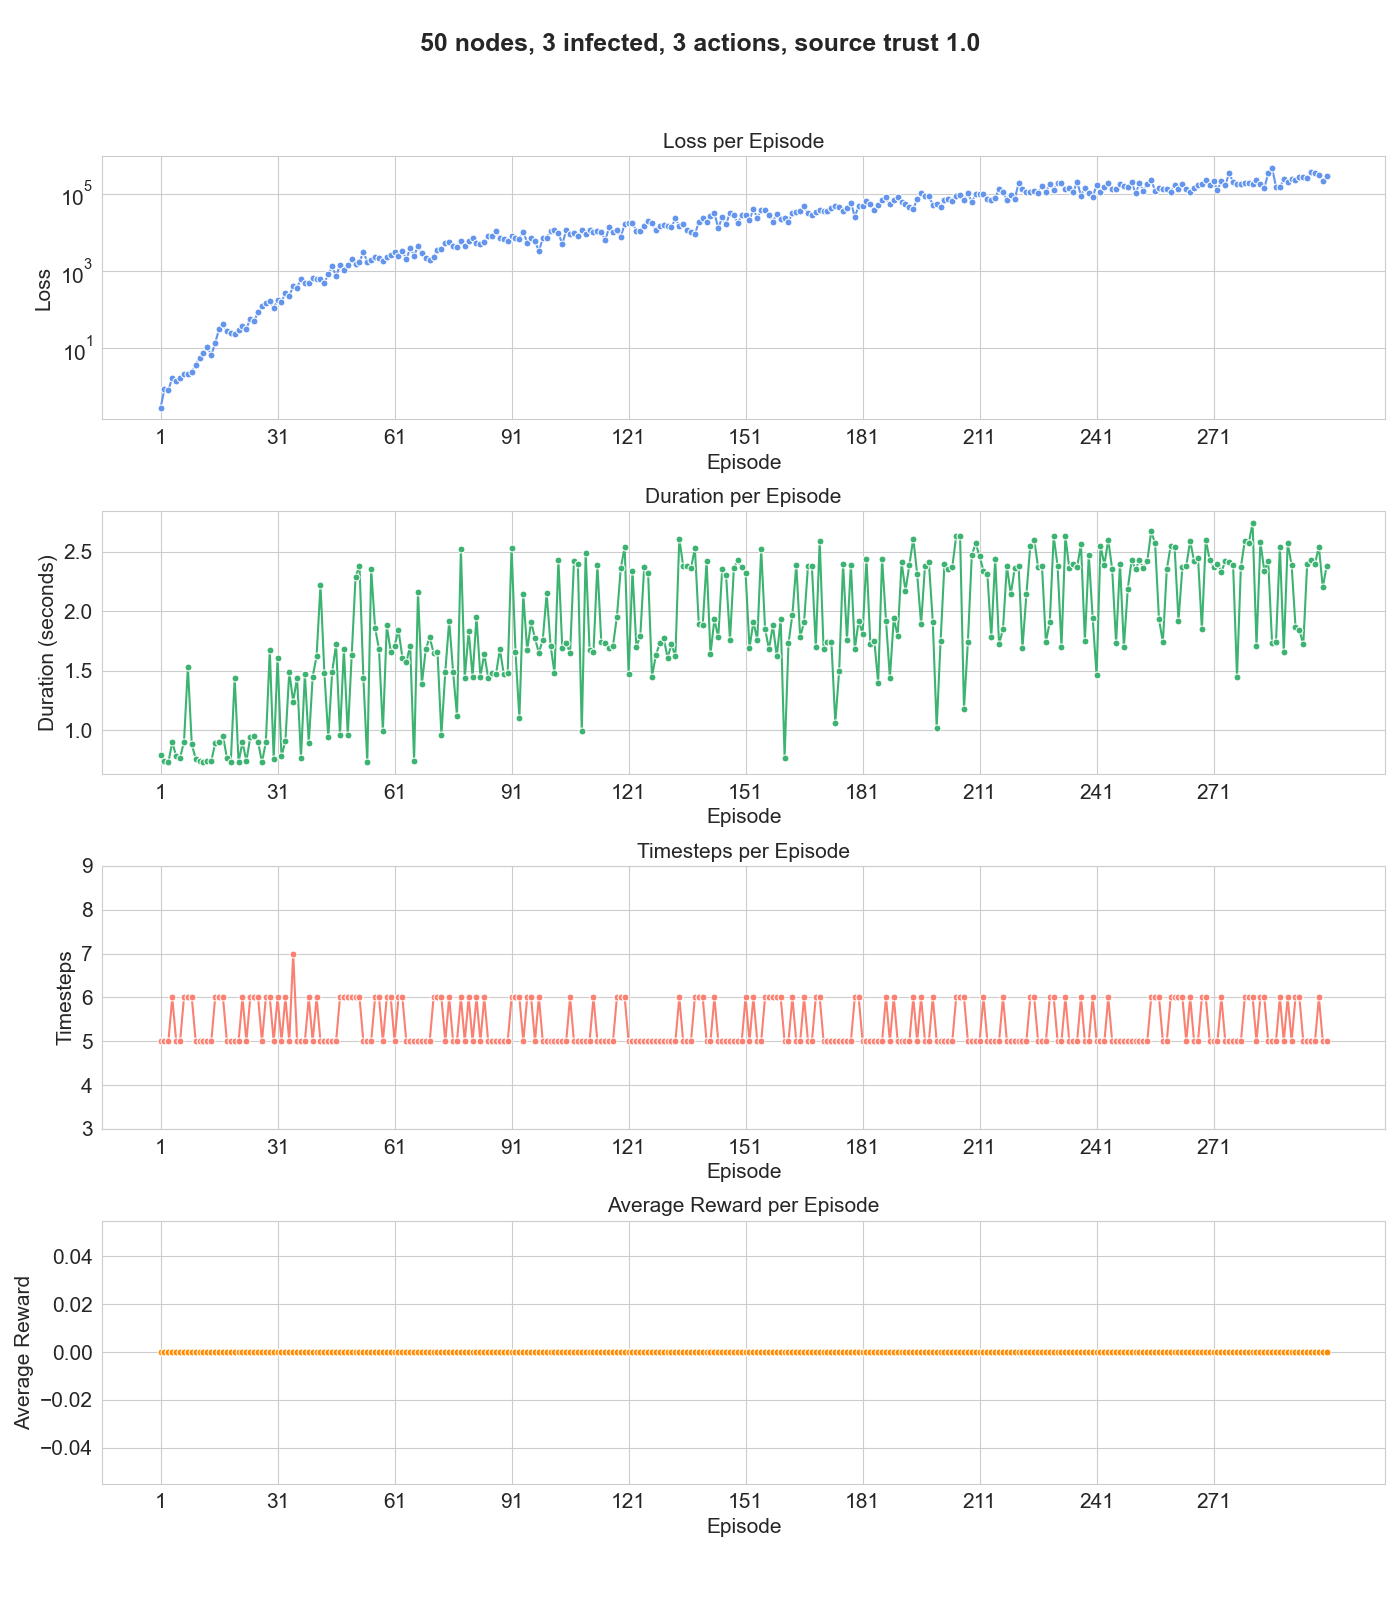 50 nodes, 3 infected, 3 actions, source trust 1.0
Loss per Episode
10^5
10^3
10^1
Loss
1 31 61 91 121 151 181 211 241 271
Episode
Duration per Episode
2.5
2.0
1.5
1.0
Duration (seconds)
1 31 61 91 121 151 181 211 241 271
Episode
Timesteps per Episode
9
8
7
6
5
4
3
Timesteps
1 31 61 91 121 151 181 211 241 271
Episode
Average Reward per Episode
0.04
0.02
0.00
−0.02
−0.04
Average Reward
1 31 61 91 121 151 181 211 241 271
Episode